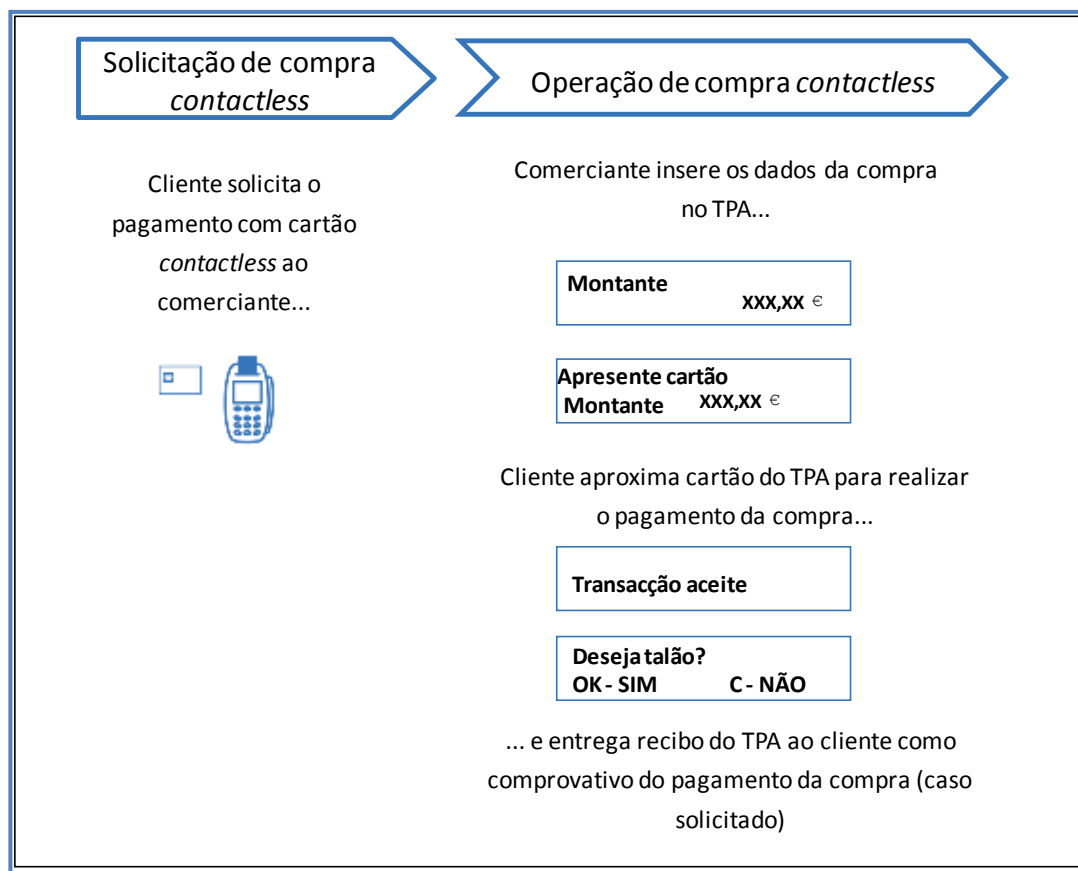 Solicitação de compra
contactless
Operação de compra contactless
Cliente solicita o
pagamento com cartão
contactless ao
comerciante...
Comerciante insere os dados da compra
no TPA...
Montante
XXX,XX €
Apresente cartão
Montante XXX,XX €
Cliente aproxima cartão do TPA para realizar
o pagamento da compra...
Transacção aceite
Deseja talão?
OK - SIM C - NÃO
... e entrega recibo do TPA ao cliente como
comprovativo do pagamento da compra (caso
solicitado)